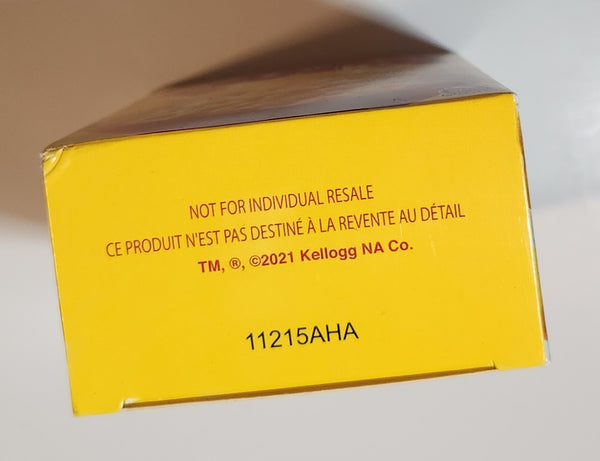 NOT FOR INDIVIDUAL RESALE
CE PRODUIT N'EST PAS DESTINÉ À LA REVENTE AU DÉTAIL
TM, ®, ©2021 Kellogg NA Co.
11215AHA